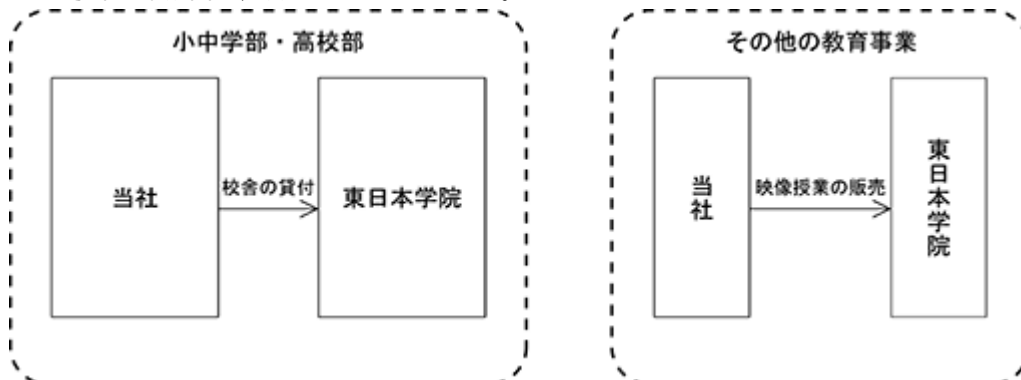 小中学部・高校部
当社
校舎の貸付
東日本学院
その他の教育事業
当社
映像授業の販売
東日本学院